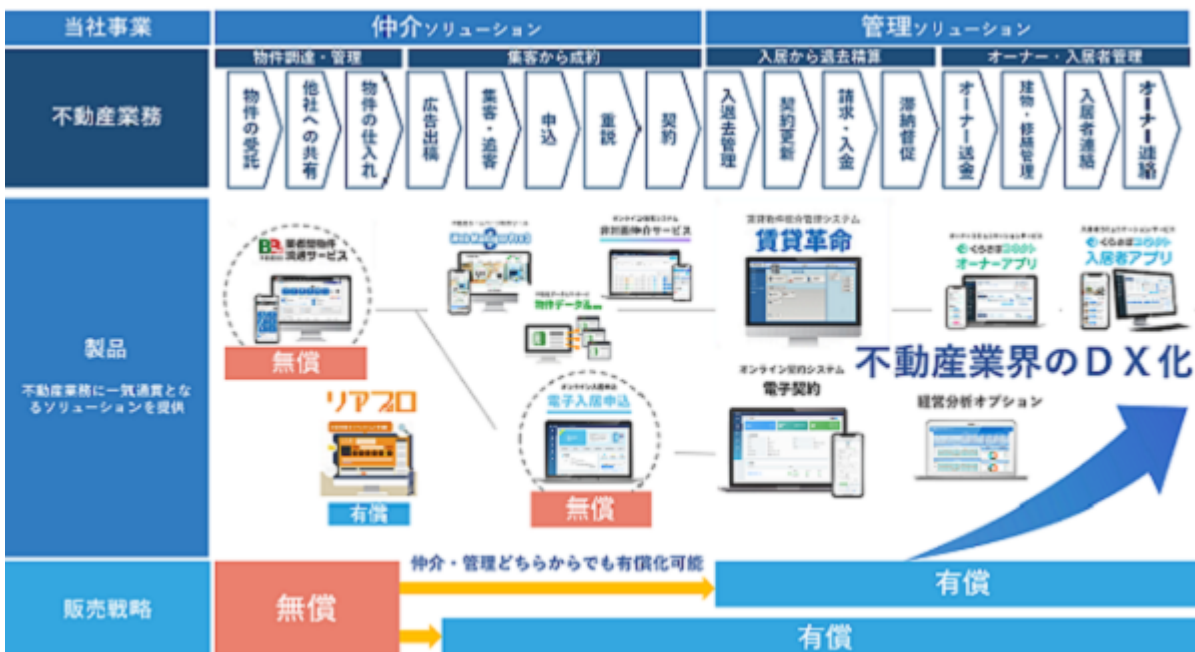 当社事業
仲介ソリューション
管理ソリューション
物件調達・管理
集客から成約
入居から退去精算
オーナー・入居者管理
不動産業務
物件の受託
他社への共有
物件の仕入れ
広告出稿
集客・追客
申込
重説
契約
入退去管理
契約更新
請求・入金
滞納督促
オーナー送金
建物・修繕管理
入居者連絡
オーナー連絡
製品
不動産業務に一気通貫とな
るソリューションを提供
業者間物件
流通サービス
無償
リアプロ
有償
非対面仲介サービス
物件データ
オンライン入居申込
電子入居申込
無償
賃貸物件総合管理システム
賃貸革命
オンライン契約システム
電子契約
オーナーアプリ
入居者アプリ
不動産業界のDX化
経営分析オプション
販売戦略
無償
仲介・管理どちらからでも有償化可能
有償
有償